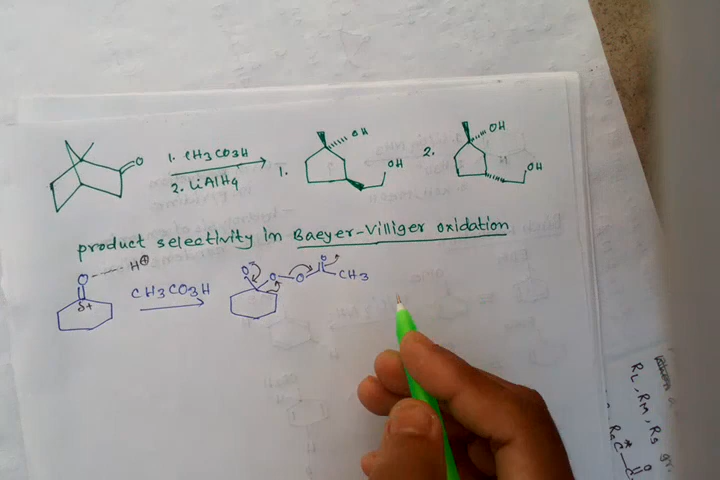 O 1. CH3CO3H 2. LiAlH4 1. OH OH 2. OH OH
product selectivity in Baeyer-Villiger oxidation
O H⊕ δ+ CH3CO3H O O O O CH3
RL, RM, RS gr.